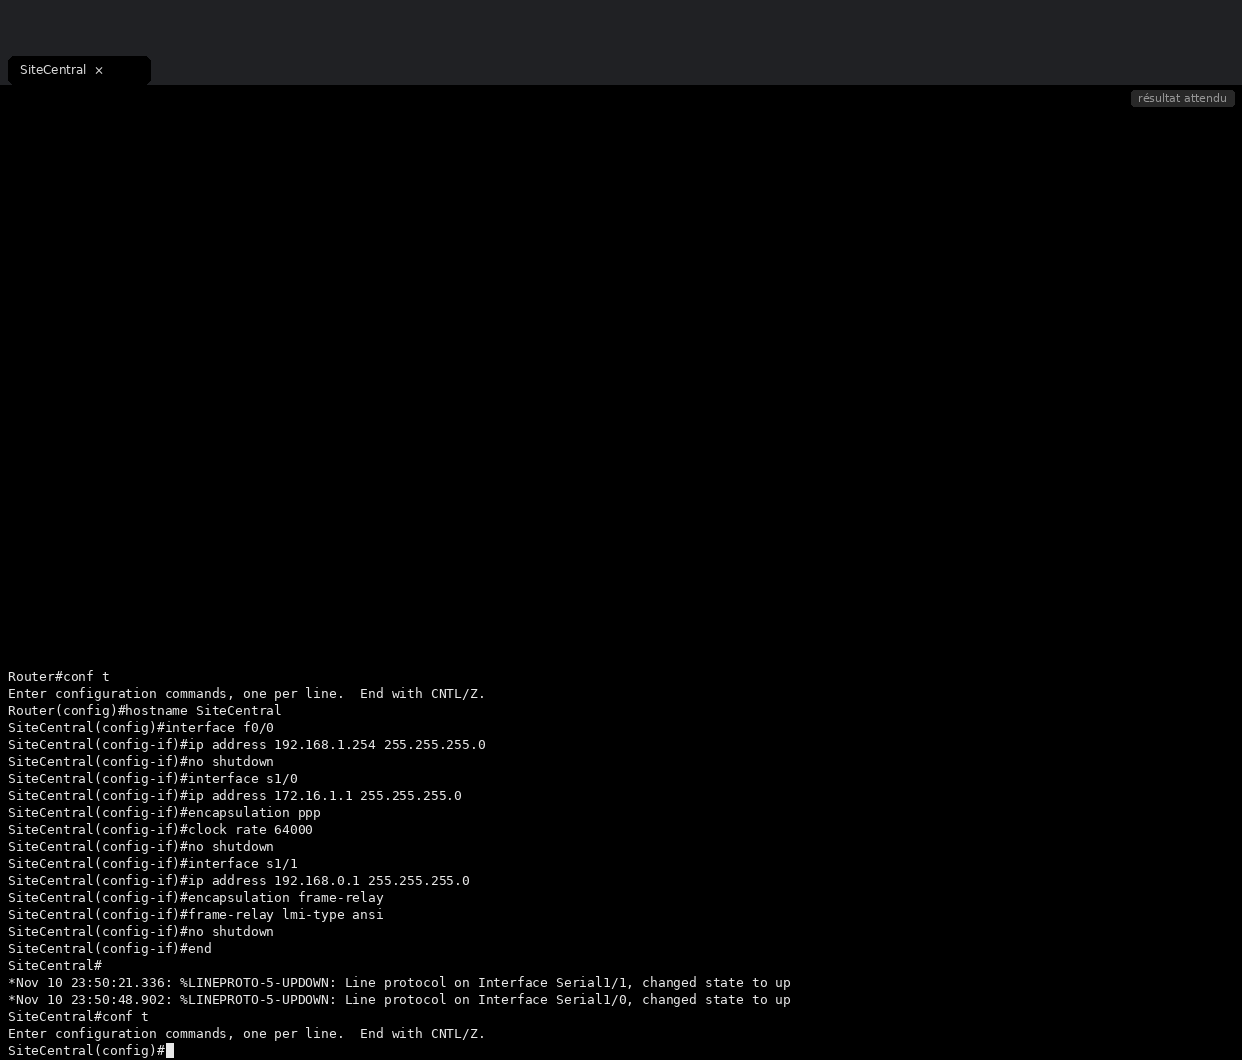 SiteCentral ×
résultat attendu
Router#conf t
Enter configuration commands, one per line.  End with CNTL/Z.
Router(config)#hostname SiteCentral
SiteCentral(config)#interface f0/0
SiteCentral(config-if)#ip address 192.168.1.254 255.255.255.0
SiteCentral(config-if)#no shutdown
SiteCentral(config-if)#interface s1/0
SiteCentral(config-if)#ip address 172.16.1.1 255.255.255.0
SiteCentral(config-if)#encapsulation ppp
SiteCentral(config-if)#clock rate 64000
SiteCentral(config-if)#no shutdown
SiteCentral(config-if)#interface s1/1
SiteCentral(config-if)#ip address 192.168.0.1 255.255.255.0
SiteCentral(config-if)#encapsulation frame-relay
SiteCentral(config-if)#frame-relay lmi-type ansi
SiteCentral(config-if)#no shutdown
SiteCentral(config-if)#end
SiteCentral#
*Nov 10 23:50:21.336: %LINEPROTO-5-UPDOWN: Line protocol on Interface Serial1/1, changed state to up
*Nov 10 23:50:48.902: %LINEPROTO-5-UPDOWN: Line protocol on Interface Serial1/0, changed state to up
SiteCentral#conf t
Enter configuration commands, one per line.  End with CNTL/Z.
SiteCentral(config)#